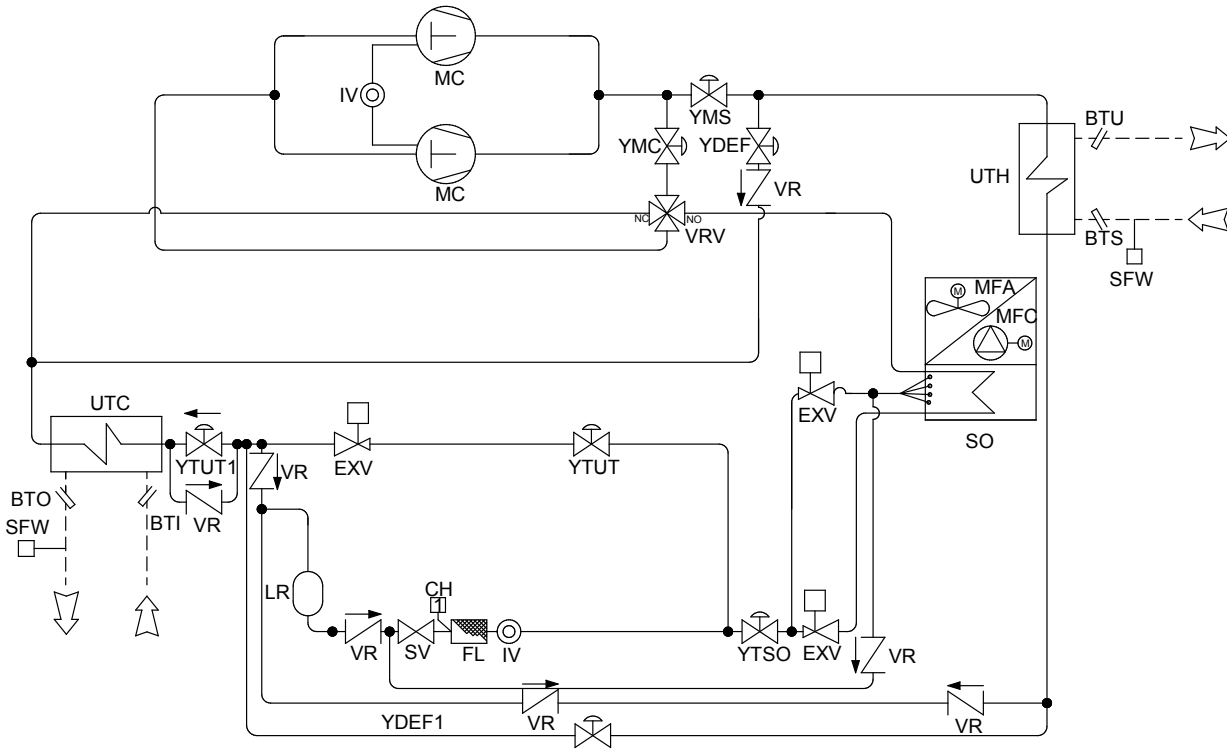 MC
IV
YMS
BTU
YMC
YDEF
UTH
MC
VR
NC
NO
VRV
BTS
SFW
M
MFA
MFC
M
EXV
UTC
SO
YTUT1
EXV
YTUT
VR
BTO
BTI
VR
SFW
LR
CH
1
VR
SV
FL
IV
YTSO
EXV
VR
YDEF1
VR
VR